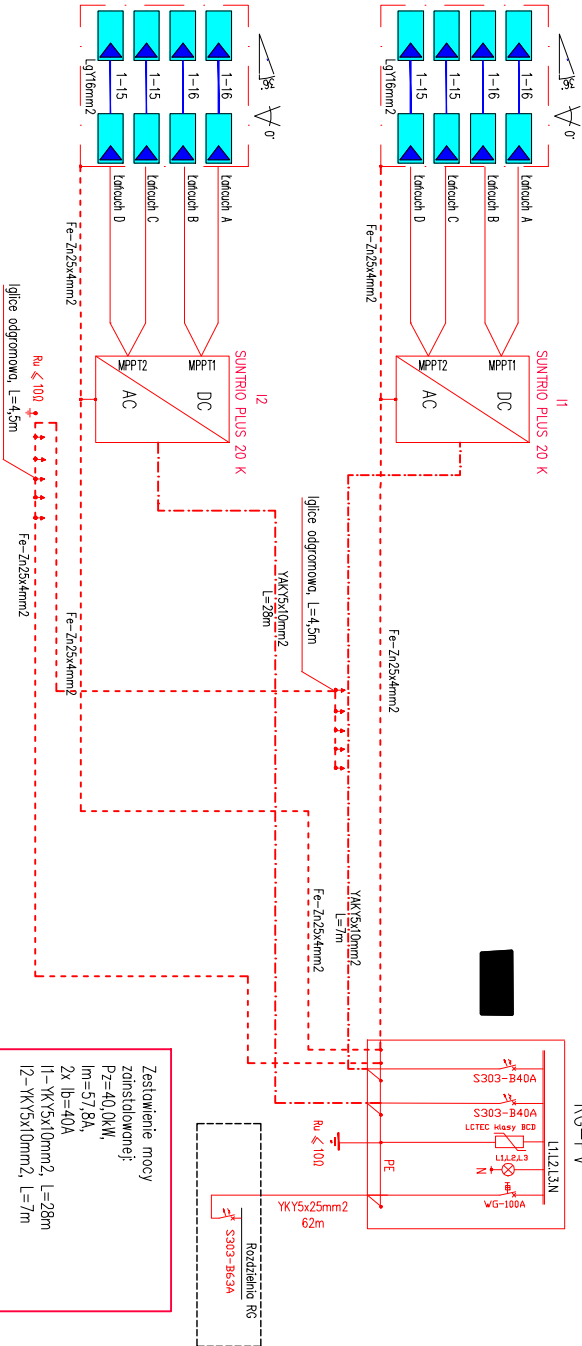 18°
0°
1-16
1-16
1-15
1-15
LgY16mm2
Łańcuch A
Łańcuch B
Łańcuch C
Łańcuch D
Fe-Zn25x4mm2
I1
SUNTRIO PLUS 20 K
MPPT1
MPPT2
DC
AC
Fe-Zn25x4mm2
YAKY5x10mm2
L=7m
Iglice odgromowa, L=4,5m
0°
1-16
1-16
1-15
1-15
LgY16mm2
Łańcuch A
Łańcuch B
Łańcuch C
Łańcuch D
Fe-Zn25x4mm2
I2
SUNTRIO PLUS 20 K
MPPT1
MPPT2
DC
AC
YAKY5x10mm2
L=28m
Fe-Zn25x4mm2
Fe-Zn25x4mm2
Ru ≤ 10Ω
Iglice odgromowa, L=4,5m
Fe-Zn25x4mm2
RG-PV
L1,L2,L3,N
S303-B40A
S303-B40A
LCTEC klasy BCD
L1,L2,L3
N
WG-100A
PE
Ru ≤ 10Ω
YKY5x25mm2
62m
Rozdzielnia RG
S303-B63A
Zestawienie mocy
zainstalowanej:
Pz=40,0kW,
Im=57,8A,
2x Ib=40A
I1-YKY5x10mm2, L=28m
I2-YKY5x10mm2, L=7m